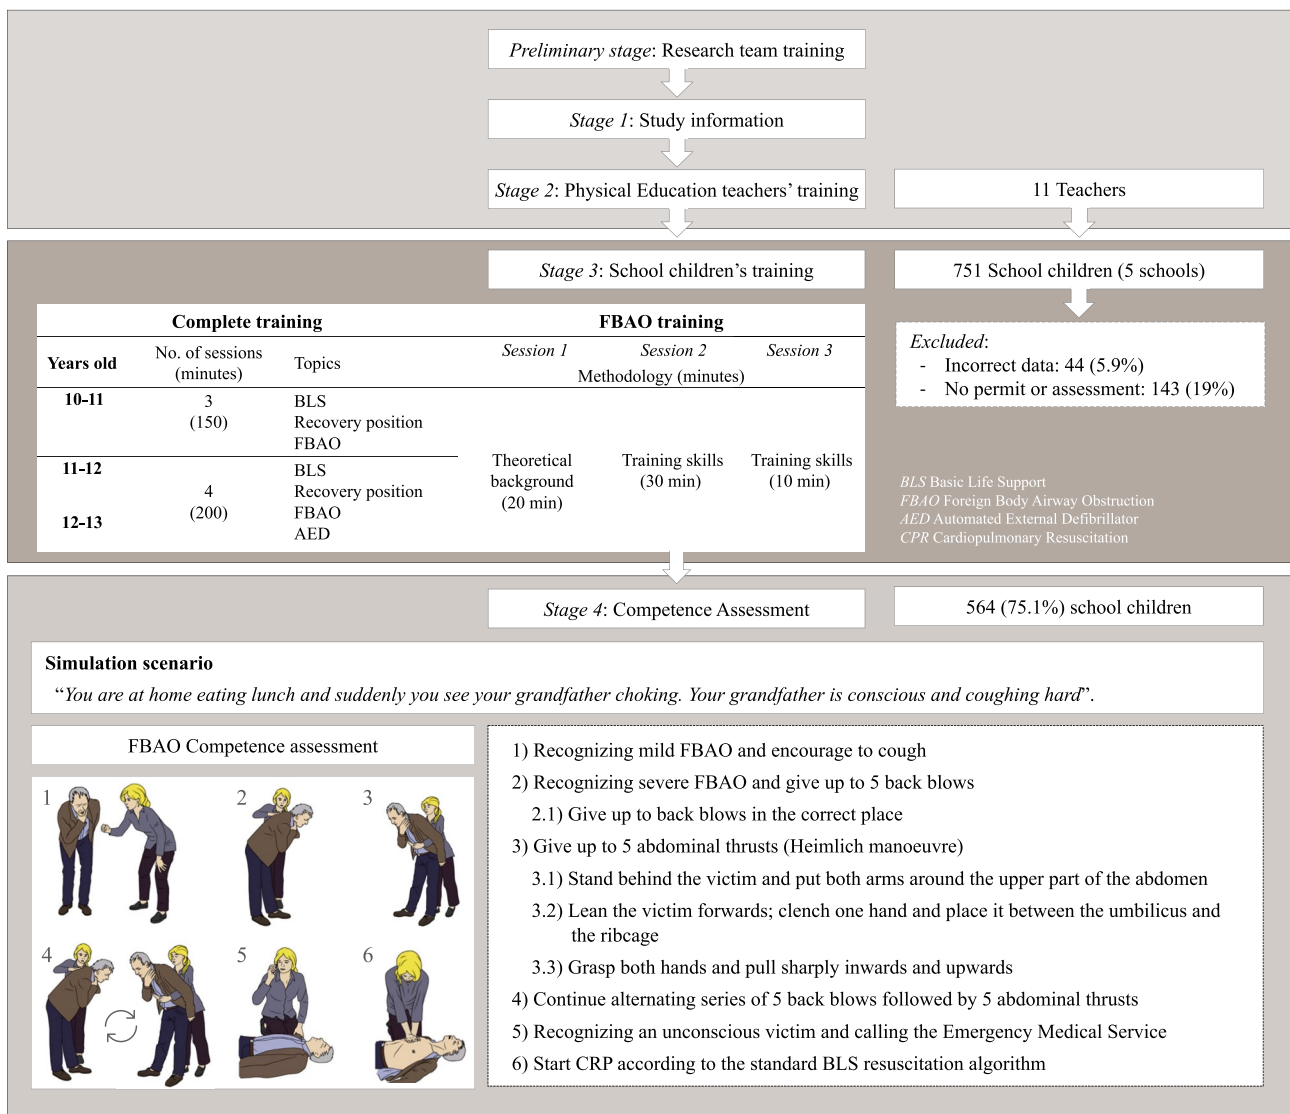 Preliminary stage: Research team training
Stage 1: Study information
Stage 2: Physical Education teachers' training
11 Teachers
Stage 3: School children's training
751 School children (5 schools)
Excluded:
- Incorrect data: 44 (5.9%)
- No permit or assessment: 143 (19%)
Complete training
FBAO training
Years old
No. of sessions
(minutes)
Topics
Session 1
Session 2
Session 3
Methodology (minutes)
10-11
3
(150)
BLS
Recovery position
FBAO
11-12
12-13
4
(200)
BLS
Recovery position
FBAO
AED
Theoretical
background
(20 min)
Training skills
(30 min)
Training skills
(10 min)
BLS Basic Life Support
FBAO Foreign Body Airway Obstruction
AED Automated External Defibrillator
CPR Cardiopulmonary Resuscitation
Stage 4: Competence Assessment
564 (75.1%) school children
Simulation scenario
“You are at home eating lunch and suddenly you see your grandfather choking. Your grandfather is conscious and coughing hard”.
FBAO Competence assessment
1
2
3
4
5
6
1) Recognizing mild FBAO and encourage to cough
2) Recognizing severe FBAO and give up to 5 back blows
2.1) Give up to back blows in the correct place
3) Give up to 5 abdominal thrusts (Heimlich manoeuvre)
3.1) Stand behind the victim and put both arms around the upper part of the abdomen
3.2) Lean the victim forwards; clench one hand and place it between the umbilicus and
the ribcage
3.3) Grasp both hands and pull sharply inwards and upwards
4) Continue alternating series of 5 back blows followed by 5 abdominal thrusts
5) Recognizing an unconscious victim and calling the Emergency Medical Service
6) Start CRP according to the standard BLS resuscitation algorithm